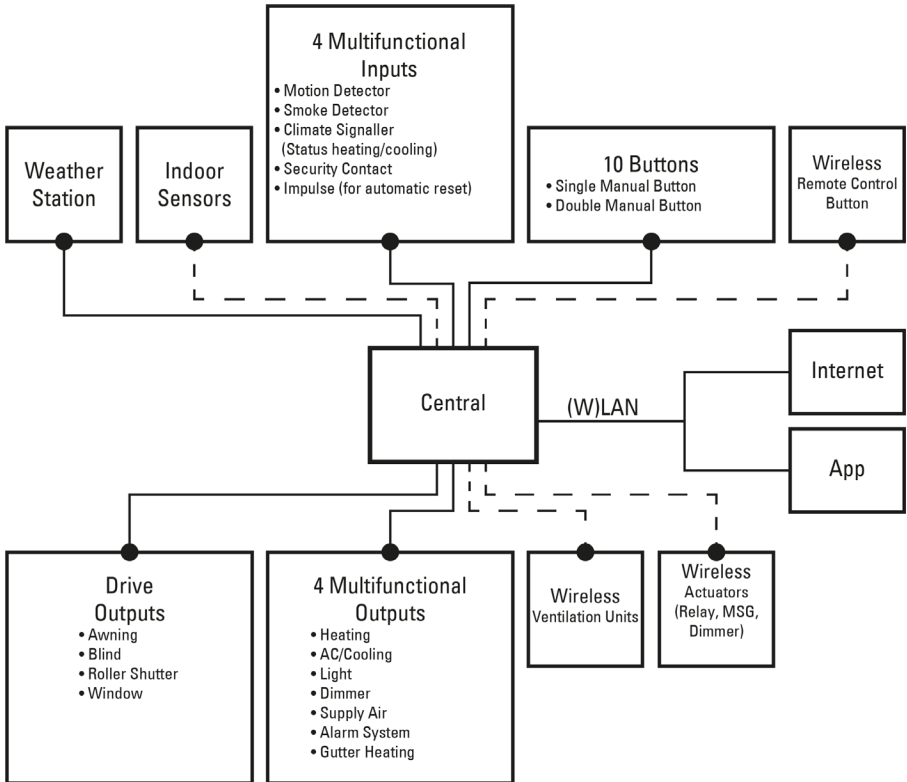 4 Multifunctional
Inputs
• Motion Detector
• Smoke Detector
• Climate Signaller
(Status heating/cooling)
• Security Contact
• Impulse (for automatic reset)
Weather
Station
Indoor
Sensors
10 Buttons
• Single Manual Button
• Double Manual Button
Wireless
Remote Control
Button
Central
(W)LAN
Internet
App
Drive
Outputs
• Awning
• Blind
• Roller Shutter
• Window
4 Multifunctional
Outputs
• Heating
• AC/Cooling
• Light
• Dimmer
• Supply Air
• Alarm System
• Gutter Heating
Wireless
Ventilation Units
Wireless
Actuators
(Relay, MSG,
Dimmer)